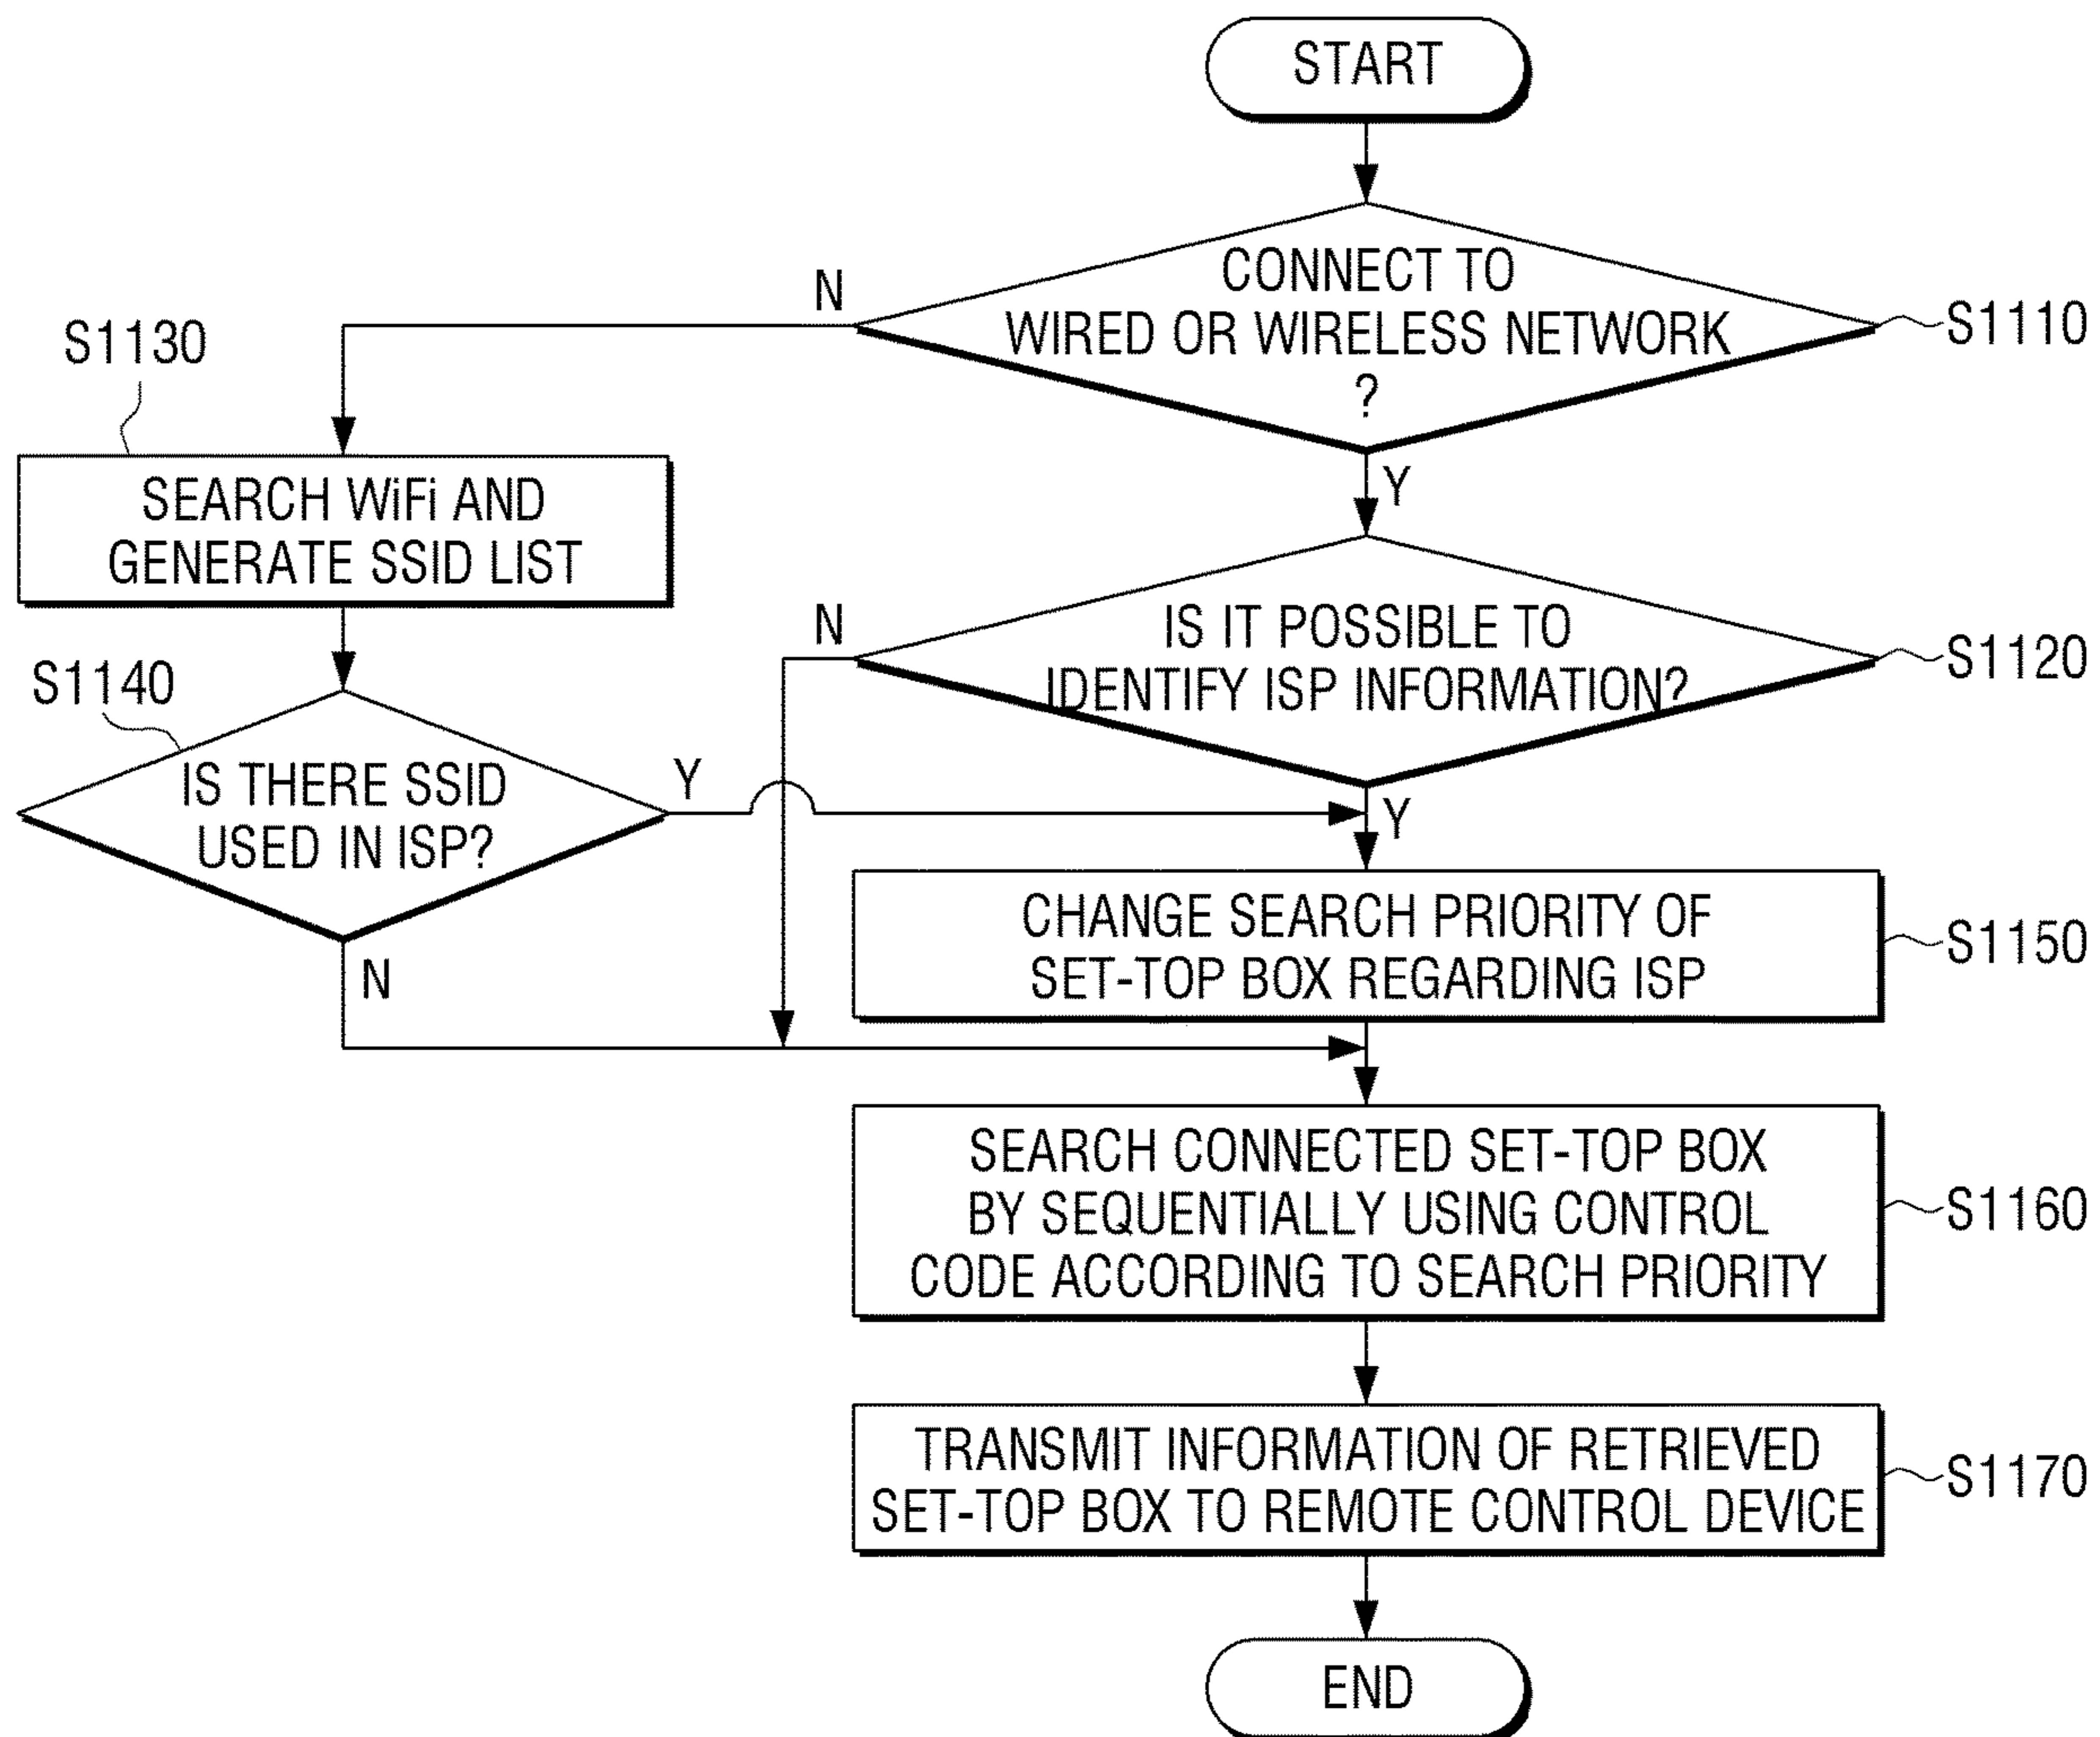 START
CONNECT TO
WIRED OR WIRELESS NETWORK
?
S1110
N
Y
S1130
SEARCH WiFi AND
GENERATE SSID LIST
IS IT POSSIBLE TO
IDENTIFY ISP INFORMATION?
S1120
N
Y
S1140
IS THERE SSID
USED IN ISP?
Y
N
CHANGE SEARCH PRIORITY OF
SET-TOP BOX REGARDING ISP
S1150
SEARCH CONNECTED SET-TOP BOX
BY SEQUENTIALLY USING CONTROL
CODE ACCORDING TO SEARCH PRIORITY
S1160
TRANSMIT INFORMATION OF RETRIEVED
SET-TOP BOX TO REMOTE CONTROL DEVICE
S1170
END